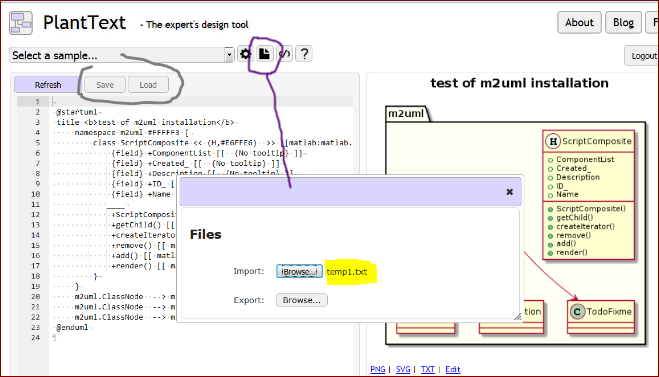 PlantText - The expert's design tool
About
Blog
F
Select a sample...
?
Logout
Refresh
Save
Load
test of m2uml installation
1
2 @startuml
3 title <b>test of m2uml installation</b>
4 namespace m2uml #FFFFF3 {
5 class ScriptComposite << (H,#E6FFE6) >> [[matlab:matlab.
6 {field} +ComponentList [[ {No tooltip} ]]
7 {field} +Created_ [[ {No tooltip} ]]
8 {field} +Description [[ {No tooltip} ]]
9 {field} +ID_ [[
10 {field} +Name
11 ____
12 +ScriptComposi
13 +getChild() [[
14 +createIterato
15 +remove() [[ m
16 +add() [[ matl
17 +render() [[ m
18 }
19 }
20 m2uml.ClassNode --> m
21 m2uml.ClassNode --> m
22 m2uml.ClassNode --> m
23 @enduml
24
Files
Import: Browse... temp1.txt
Export: Browse...
m2uml
H ScriptComposite
ComponentList
Created_
Description
ID_
Name
ScriptComposite()
getChild()
createIterator()
remove()
add()
render()
tion
C TodoFixme
PNG | SVG | TXT | Edit